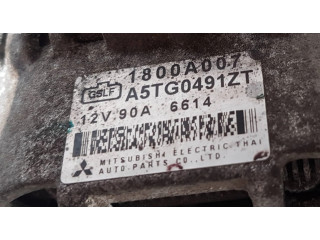 1800A007
GSLF
A5TG0491ZT
12V 90A 6614
MITSUBISHI ELECTRIC THAI
AUTO-PARTS CO.,LTD.